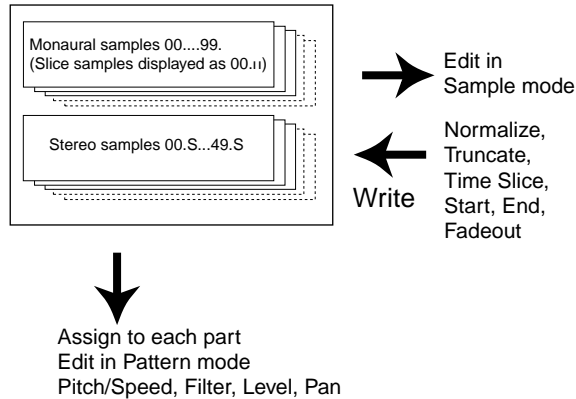 Monaural samples 00....99.
(Slice samples displayed as 00.ıı)
Stereo samples 00.S...49.S
Edit in
Sample mode
Normalize,
Truncate,
Time Slice,
Start, End,
Fadeout
Write
Assign to each part
Edit in Pattern mode
Pitch/Speed, Filter, Level, Pan